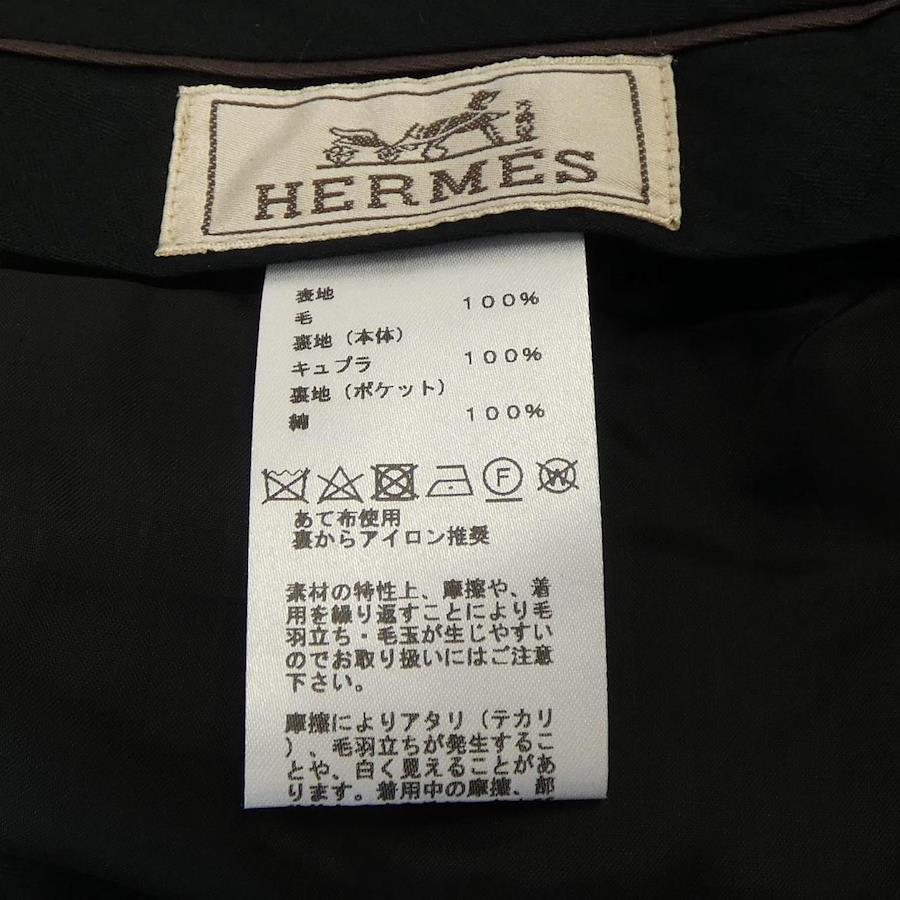 HERMÈS
表地
毛 100%
裏地（本体）
キュプラ 100%
裏地（ポケット）
綿 100%
F
W
あて布使用
裏からアイロン推奨
素材の特性上、摩擦や、着
用を繰り返すことにより毛
羽立ち・毛玉が生じやすい
のでお取り扱いにはご注意
下さい。
摩擦によりアタリ（テカリ
）、毛羽立ちが発生するこ
とや、白く見えることがあ
ります。着用中の摩擦、部